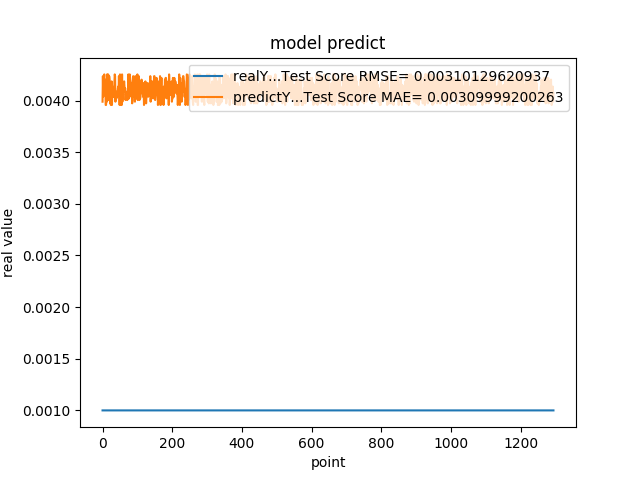 model predict
realY...Test Score RMSE= 0.00310129620937
predictY...Test Score MAE= 0.00309999200263
0.0040
0.0035
0.0030
0.0025
0.0020
0.0015
0.0010
real value
0 200 400 600 800 1000 1200
point